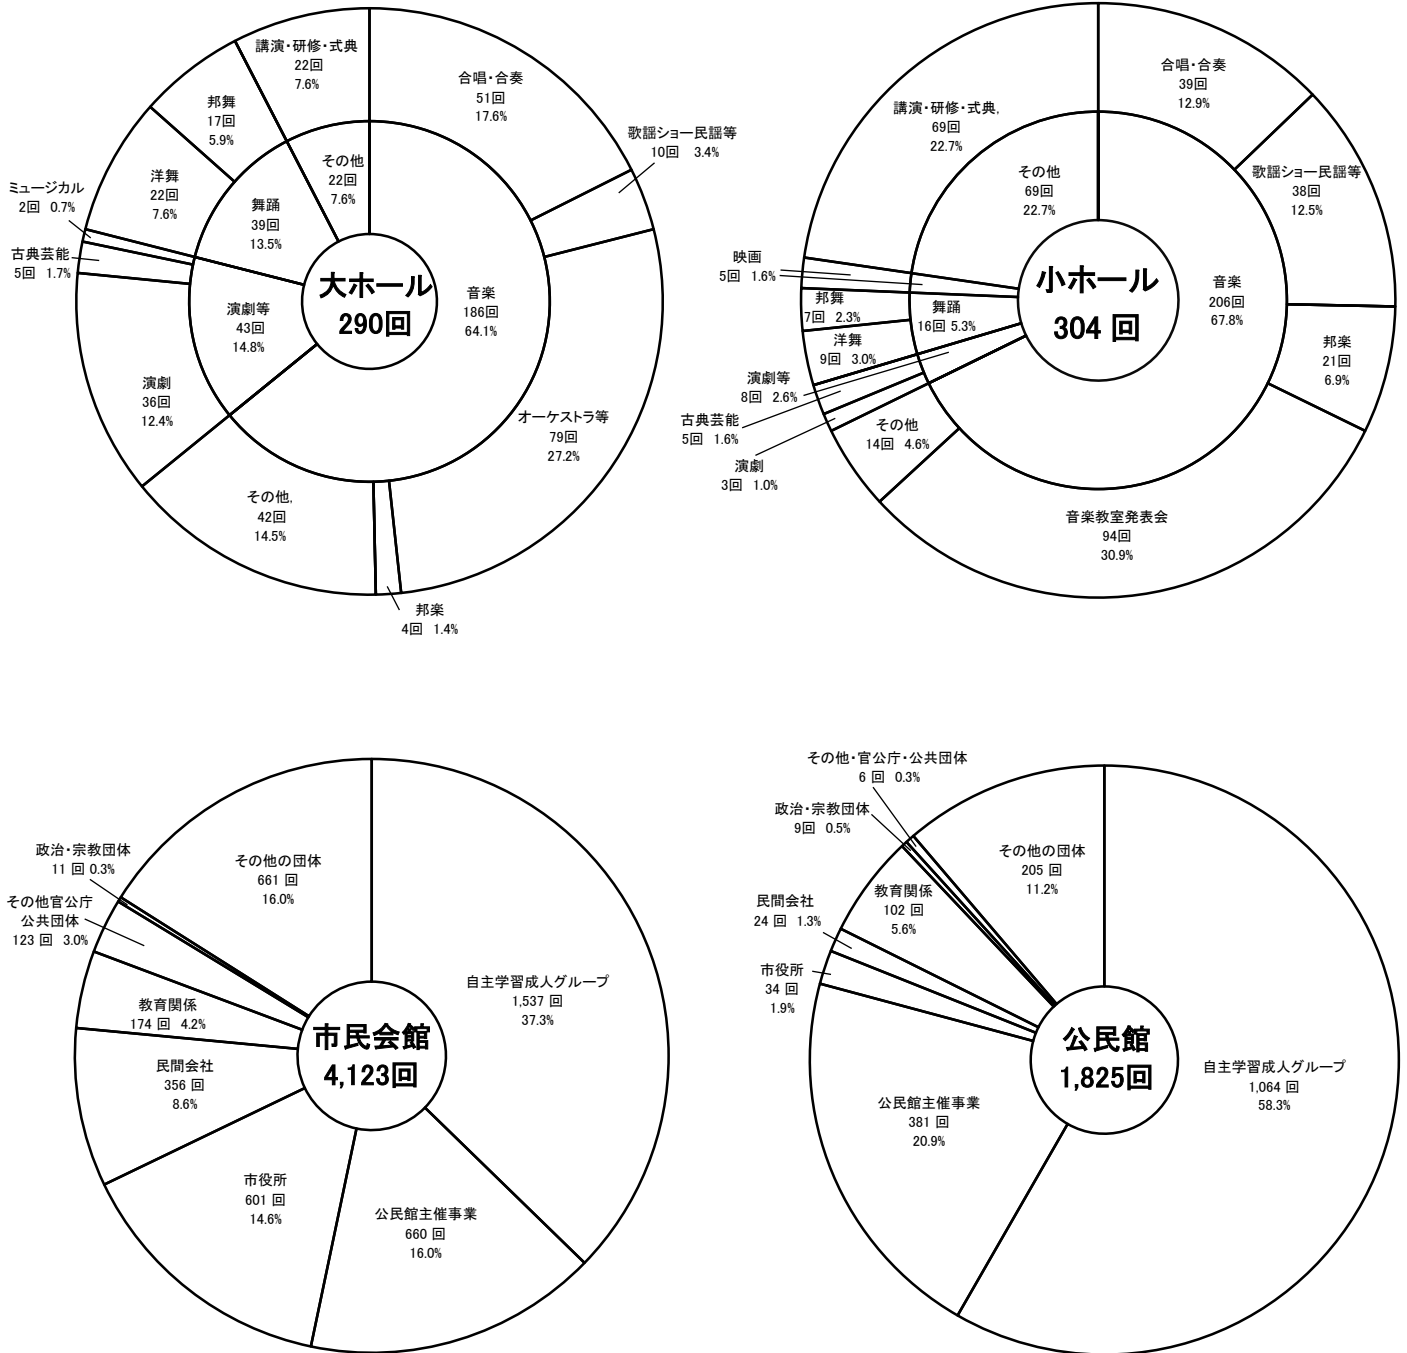 講演・研修・式典
22回
7.6%
合唱・合奏
51回
17.6%
歌謡ショー民謡等
10回 3.4%
邦舞
17回
5.9%
その他
22回
7.6%
洋舞
22回
7.6%
ミュージカル
2回 0.7%
舞踊
39回
13.5%
古典芸能
5回 1.7%
大ホール
290回
音楽
186回
64.1%
演劇等
43回
14.8%
演劇
36回
12.4%
オーケストラ等
79回
27.2%
その他,
42回
14.5%
邦楽
4回 1.4%
合唱・合奏
39回
12.9%
講演・研修・式典,
69回
22.7%
その他
69回
22.7%
歌謡ショー民謡等
38回
12.5%
映画
5回 1.6%
小ホール
304 回
音楽
206回
67.8%
邦舞
7回 2.3%
舞踊
16回 5.3%
洋舞
9回 3.0%
邦楽
21回
6.9%
演劇等
8回 2.6%
古典芸能
5回 1.6%
その他
14回 4.6%
演劇
3回 1.0%
音楽教室発表会
94回
30.9%
政治・宗教団体
11 回 0.3%
その他の団体
661 回
16.0%
その他官公庁
公共団体
123 回 3.0%
自主学習成人グループ
1,537 回
37.3%
教育関係
174 回 4.2%
市民会館
4,123回
民間会社
356 回
8.6%
市役所
601 回
14.6%
公民館主催事業
660 回
16.0%
その他・官公庁・公共団体
6 回 0.3%
政治・宗教団体
9回 0.5%
その他の団体
205 回
11.2%
教育関係
102 回
5.6%
民間会社
24 回 1.3%
市役所
34 回
1.9%
公民館
1,825回
自主学習成人グループ
1,064 回
58.3%
公民館主催事業
381 回
20.9%